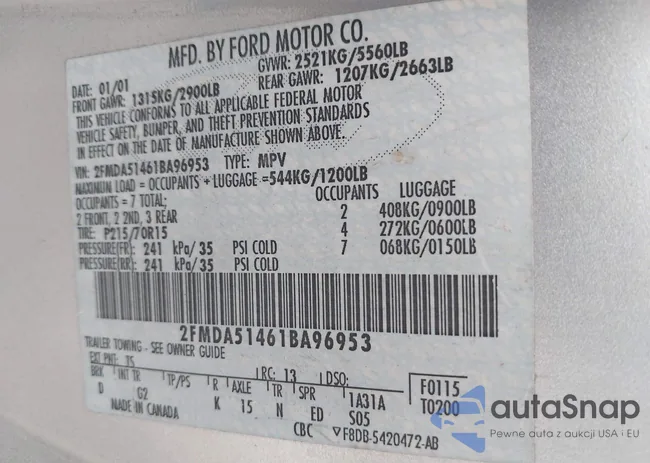 MFD. BY FORD MOTOR CO.
DATE: 01/01 GVWR: 2521KG/5560LB
FRONT GAWR: 1315KG/2900LB REAR GAWR: 1207KG/2663LB
THIS VEHICLE CONFORMS TO ALL APPLICABLE FEDERAL MOTOR
VEHICLE SAFETY, BUMPER, AND THEFT PREVENTION STANDARDS
IN EFFECT ON THE DATE OF MANUFACTURE SHOWN ABOVE.
VIN: 2FMDA51461BA96953 TYPE: MPV
MAXIMUM LOAD = OCCUPANTS + LUGGAGE =544KG/1200LB
OCCUPANTS = 7 TOTAL; OCCUPANTS LUGGAGE
2 FRONT, 2 2ND, 3 REAR 2 408KG/0900LB
TIRE: P215/70R15 4 272KG/0600LB
PRESSURE(FR): 241 kPa/35 PSI COLD 7 068KG/0150LB
PRESSURE(RR): 241 kPa/35 PSI COLD
2FMDA51461BA96953
TRAILER TOWING - SEE OWNER GUIDE
EXT PNT: TS RC: 13 DSO: F0115
BRK INT TR TP/PS R AXLE TR SPR 1A31A T0200
D G2 K 15 N ED S05
MADE IN CANADA CBC F8DB-5420472-AB
autaSnap
Pewne auta z aukcji USA i EU